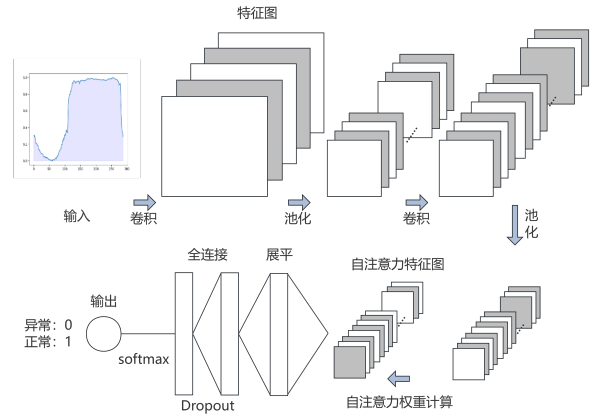 特征图
输入
卷积
池化
卷积
池
化
全连接
展平
自注意力特征图
输出
异常：0
正常：1
softmax
Dropout
自注意力权重计算